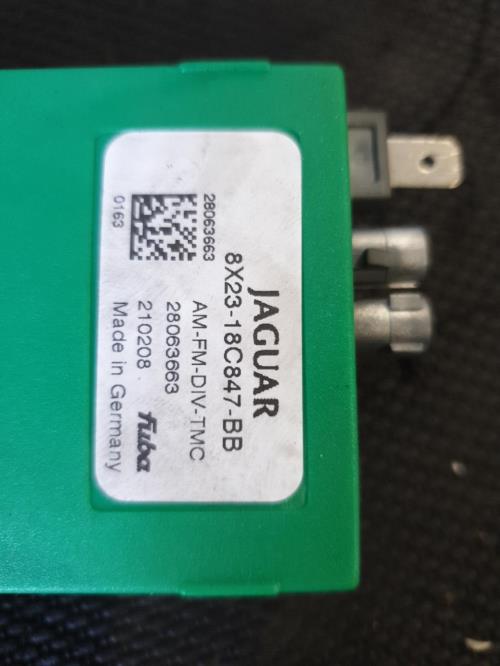 JAGUAR
8X23-18C847-BB
AM-FM-DIV-TMC
28063663
210208
fuba
Made in Germany
28063663
0163